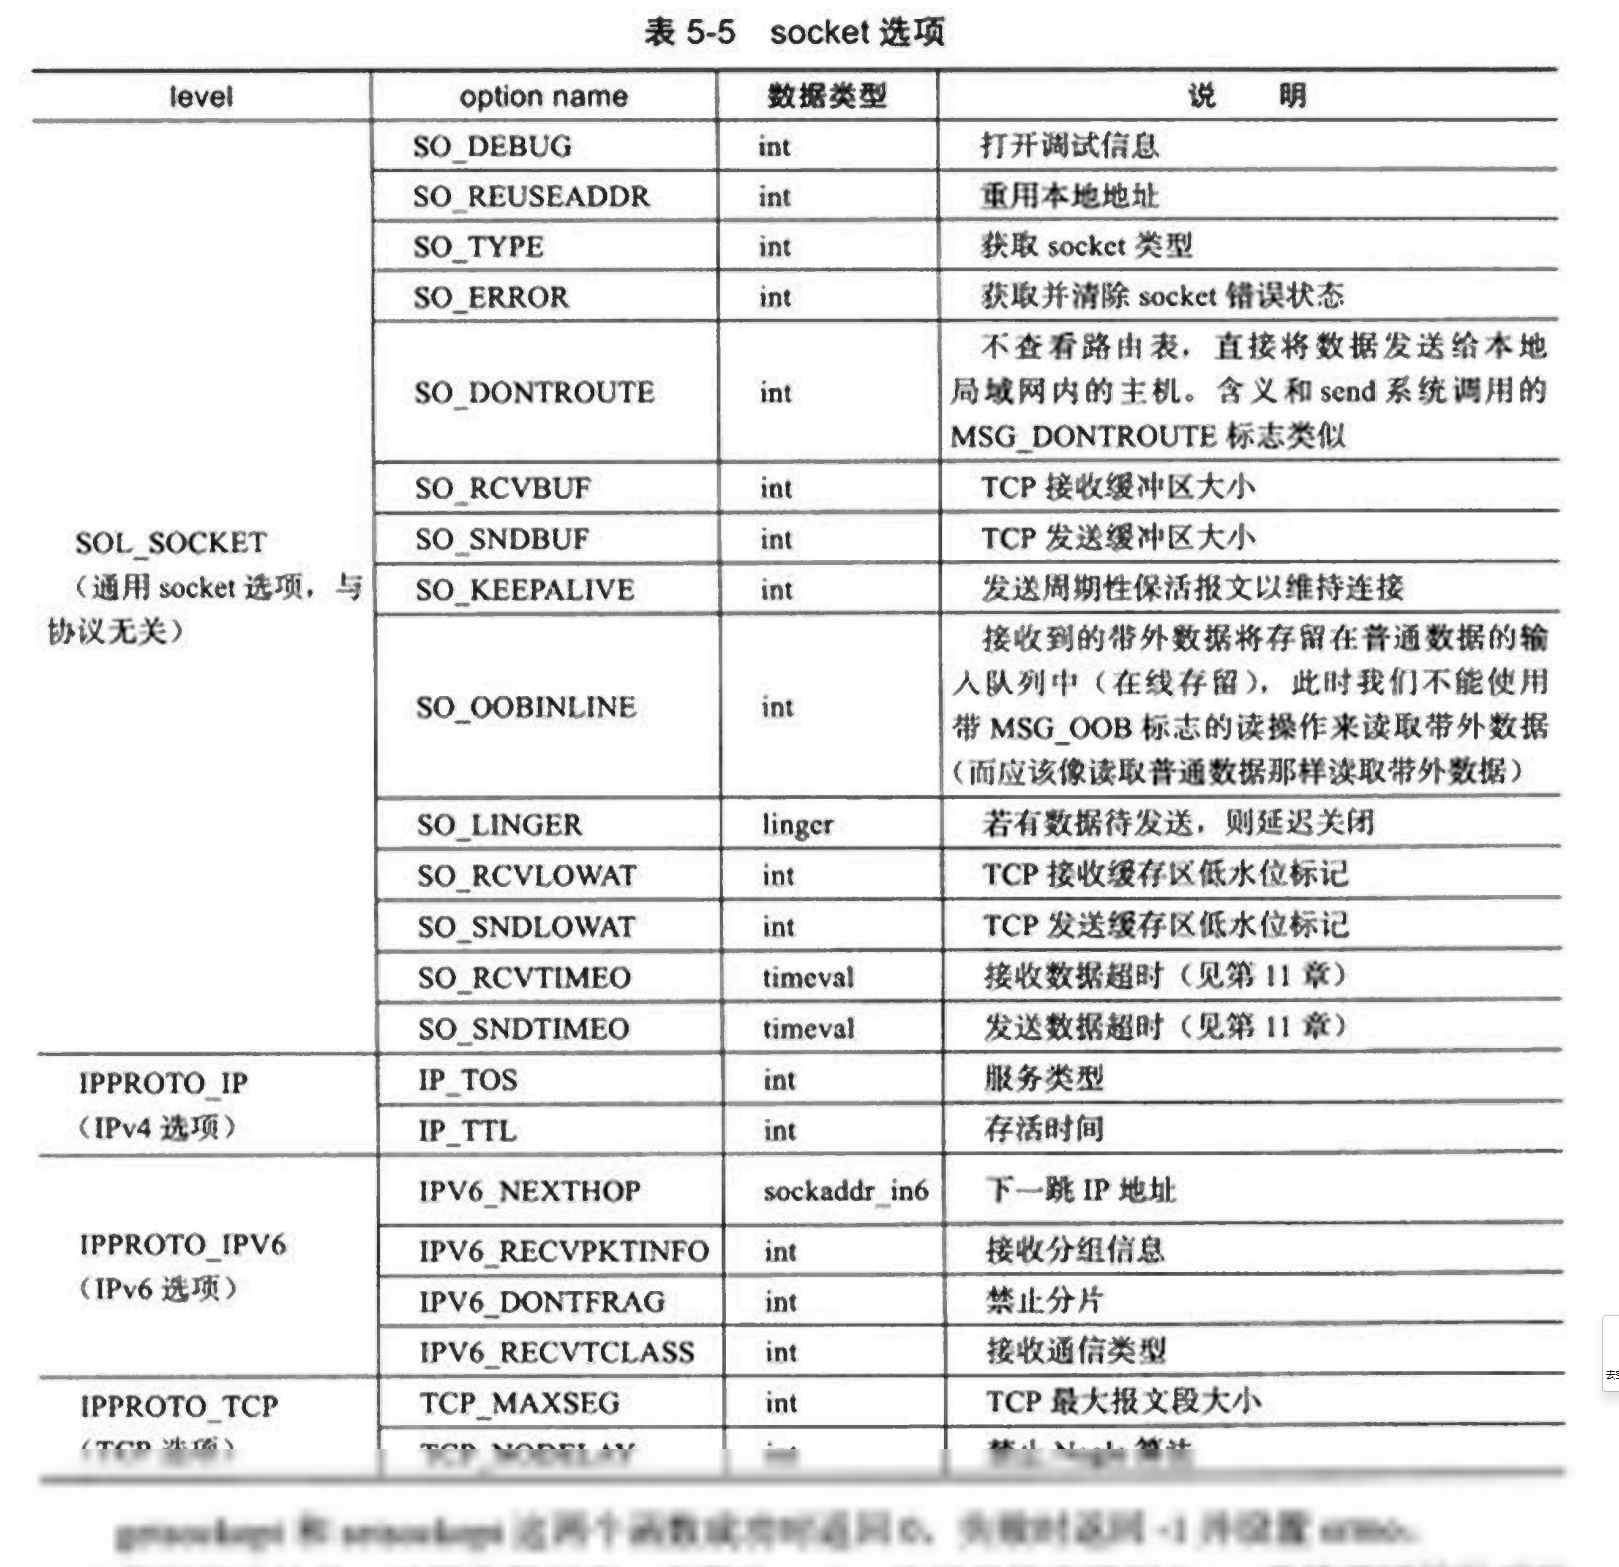 表 5-5 socket 选项
level option name 数据类型 说 明
SO_DEBUG int 打开调试信息
SO_REUSEADDR int 重用本地地址
SO_TYPE int 获取 socket 类型
SO_ERROR int 获取并清除 socket 错误状态
不查看路由表，直接将数据发送给本地
SO_DONTROUTE int 局域网内的主机。含义和 send 系统调用的
MSG_DONTROUTE 标志类似
SO_RCVBUF int TCP 接收缓冲区大小
SOL_SOCKET
SO_SNDBUF int TCP 发送缓冲区大小
（通用 socket 选项，与
SO_KEEPALIVE int 发送周期性保活报文以维持连接
协议无关）
接收到的带外数据将存留在普通数据的输
入队列中（在线存留），此时我们不能使用
SO_OOBINLINE int
带 MSG_OOB 标志的读操作来读取带外数据
（而应该像读取普通数据那样读取带外数据）
SO_LINGER linger 若有数据待发送，则延迟关闭
SO_RCVLOWAT int TCP 接收缓存区低水位标记
SO_SNDLOWAT int TCP 发送缓存区低水位标记
SO_RCVTIMEO timeval 接收数据超时（见第 11 章）
SO_SNDTIMEO timeval 发送数据超时（见第 11 章）
IPPROTO_IP IP_TOS int 服务类型
（IPv4 选项） IP_TTL int 存活时间
IPV6_NEXTHOP sockaddr_in6 下一跳 IP 地址
IPPROTO_IPV6 IPV6_RECVPKTINFO int 接收分组信息
（IPv6 选项） IPV6_DONTFRAG int 禁止分片
IPV6_RECVTCLASS int 接收通信类型
IPPROTO_TCP TCP_MAXSEG int TCP 最大报文段大小
（TCP 选项） TCP_NODELAY int 禁止 Nagle 算法